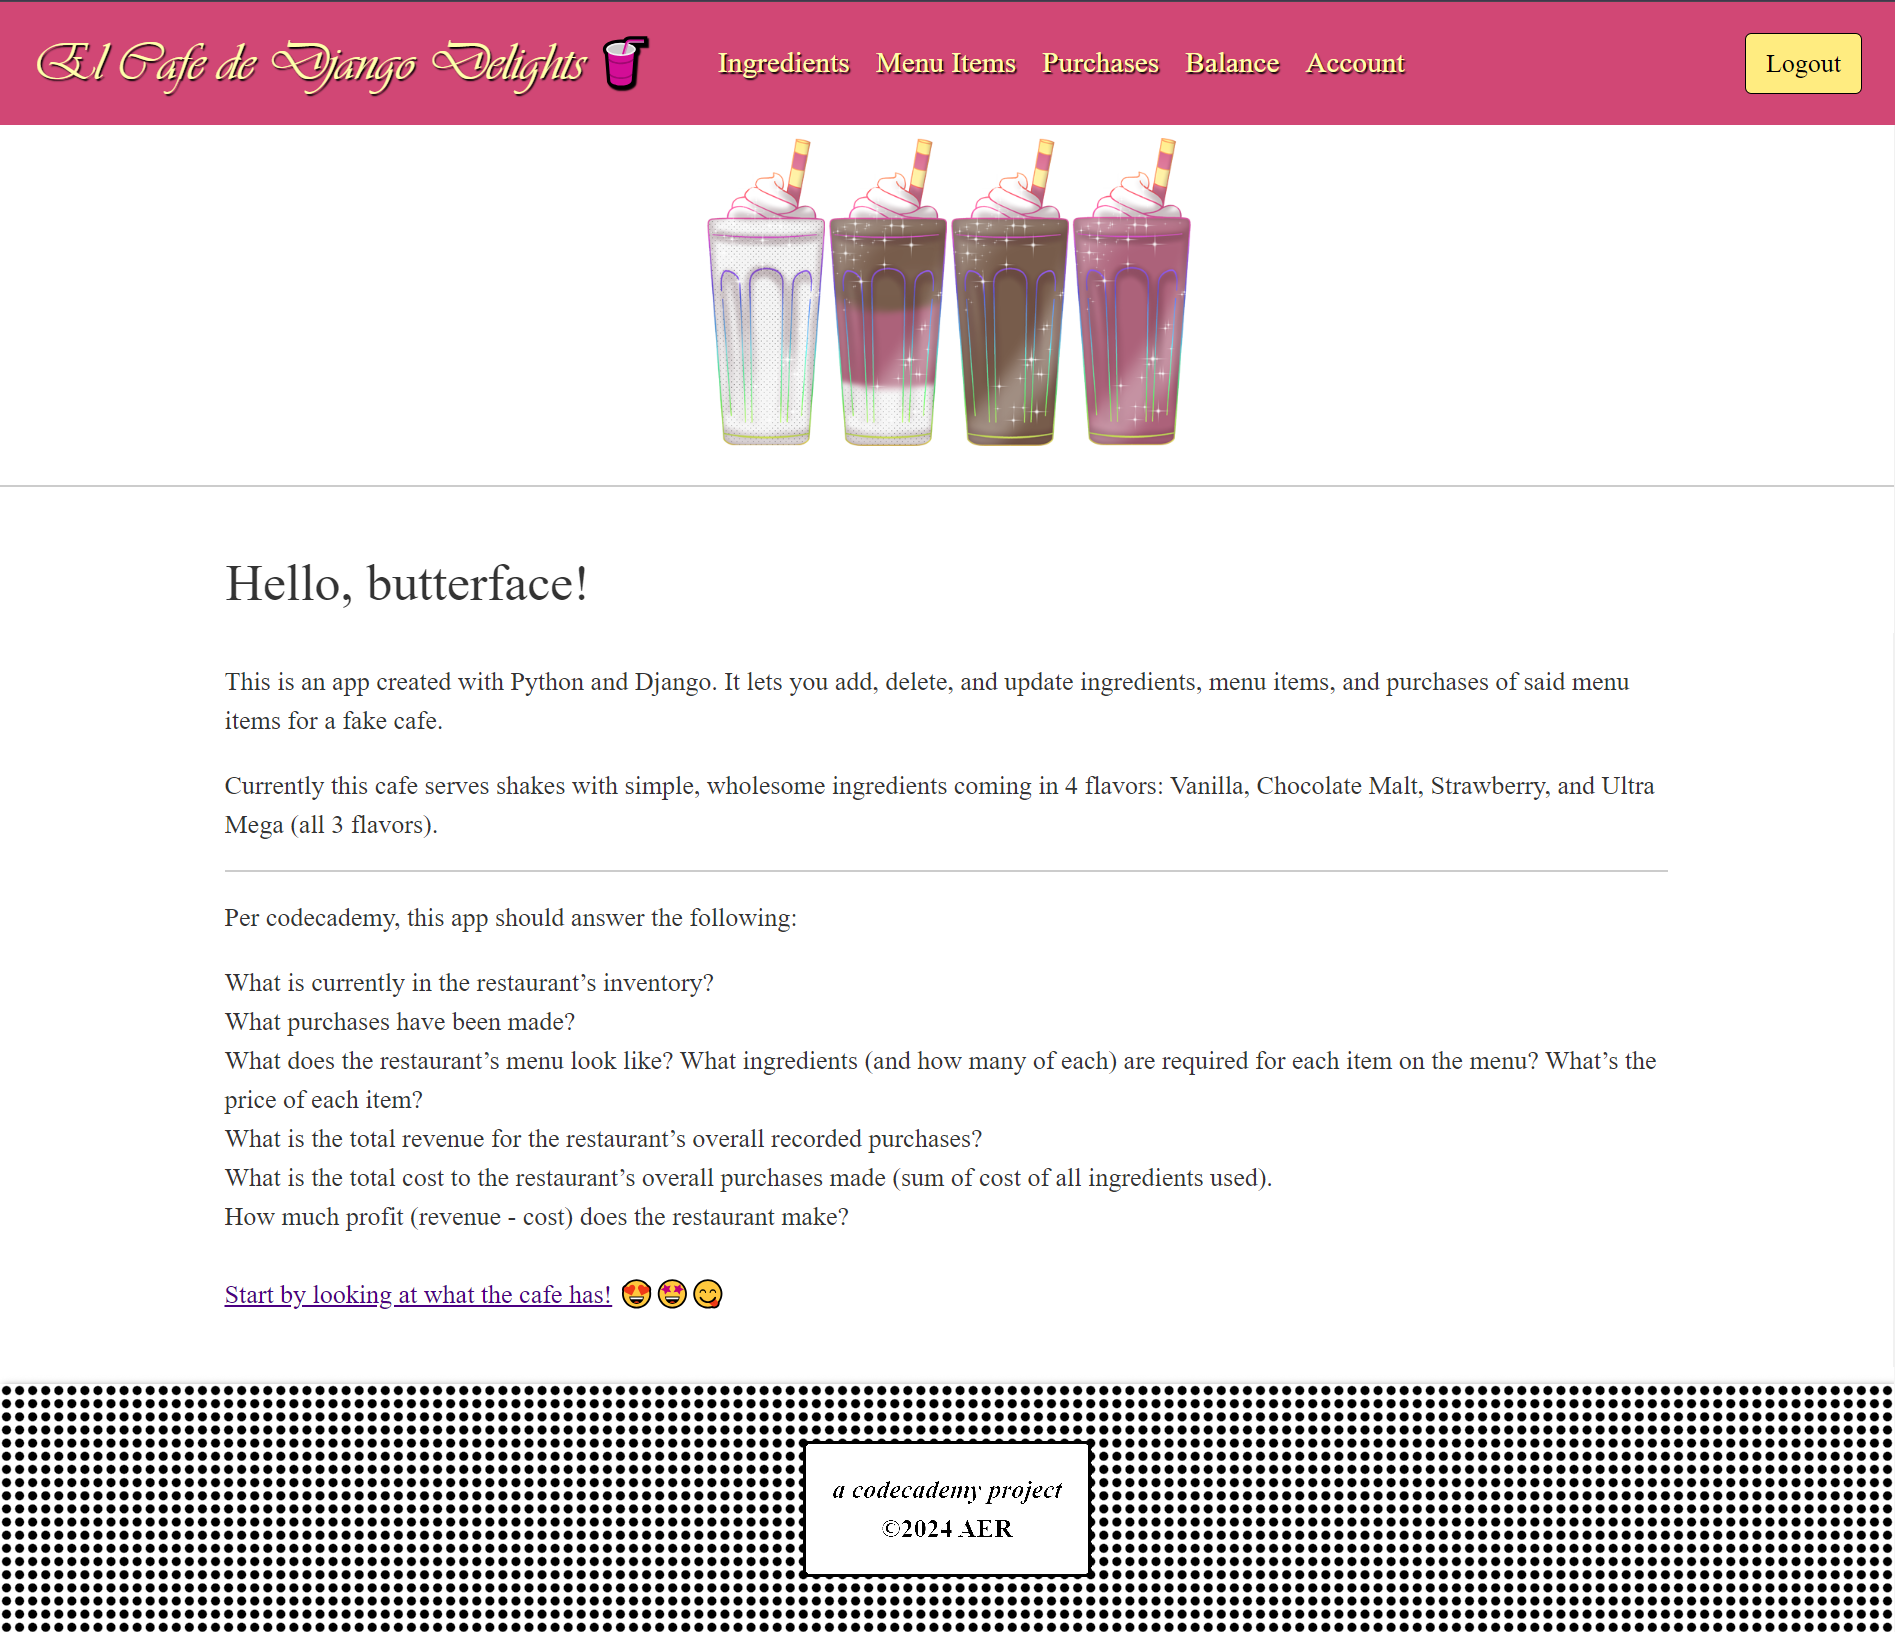 El Cafe de Django Delights
Ingredients Menu Items Purchases Balance Account
Logout
Hello, butterface!
This is an app created with Python and Django. It lets you add, delete, and update ingredients, menu items, and purchases of said menu
items for a fake cafe.
Currently this cafe serves shakes with simple, wholesome ingredients coming in 4 flavors: Vanilla, Chocolate Malt, Strawberry, and Ultra
Mega (all 3 flavors).
Per codecademy, this app should answer the following:
What is currently in the restaurant’s inventory?
What purchases have been made?
What does the restaurant’s menu look like? What ingredients (and how many of each) are required for each item on the menu? What’s the
price of each item?
What is the total revenue for the restaurant’s overall recorded purchases?
What is the total cost to the restaurant’s overall purchases made (sum of cost of all ingredients used).
How much profit (revenue - cost) does the restaurant make?
Start by looking at what the cafe has! 😍🤩😋
a codecademy project
©2024 AER